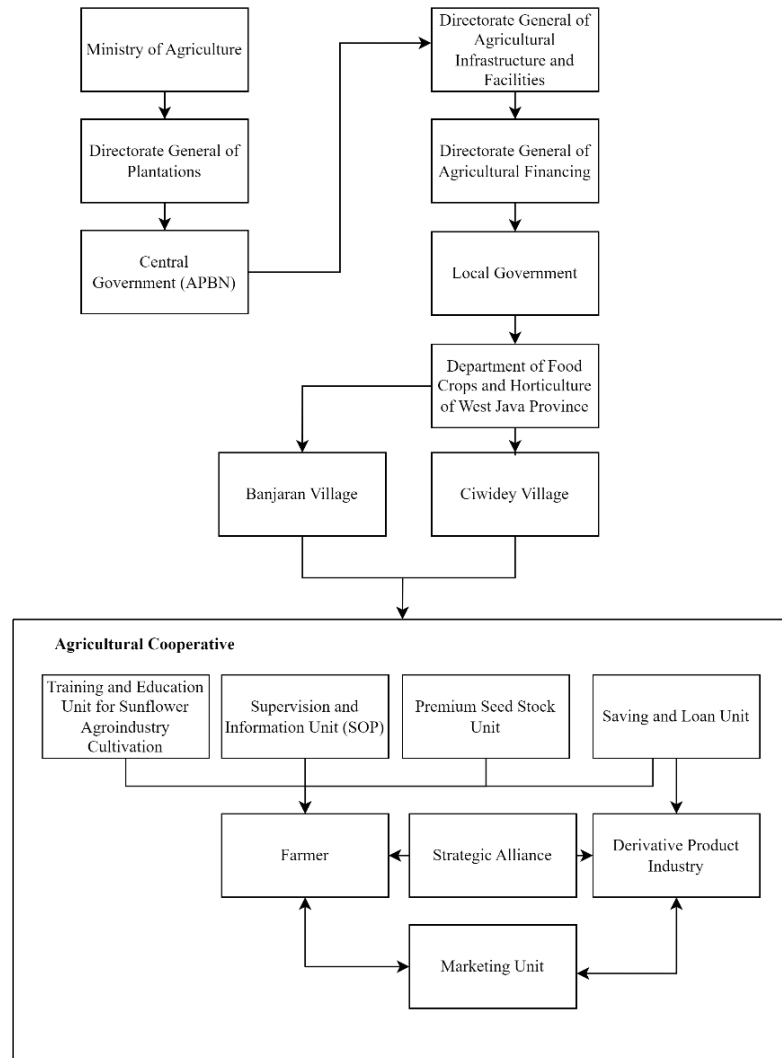 Ministry of Agriculture
Directorate General of
Plantations
Central
Government (APBN)
Directorate General of
Agricultural
Infrastructure and
Facilities
Directorate General of
Agricultural Financing
Local Government
Department of Food
Crops and Horticulture
of West Java Province
Banjaran Village
Ciwidey Village
Agricultural Cooperative
Training and Education
Unit for Sunflower
Agroindustry
Cultivation
Supervision and
Information Unit (SOP)
Premium Seed Stock
Unit
Saving and Loan Unit
Farmer
Strategic Alliance
Derivative Product
Industry
Marketing Unit